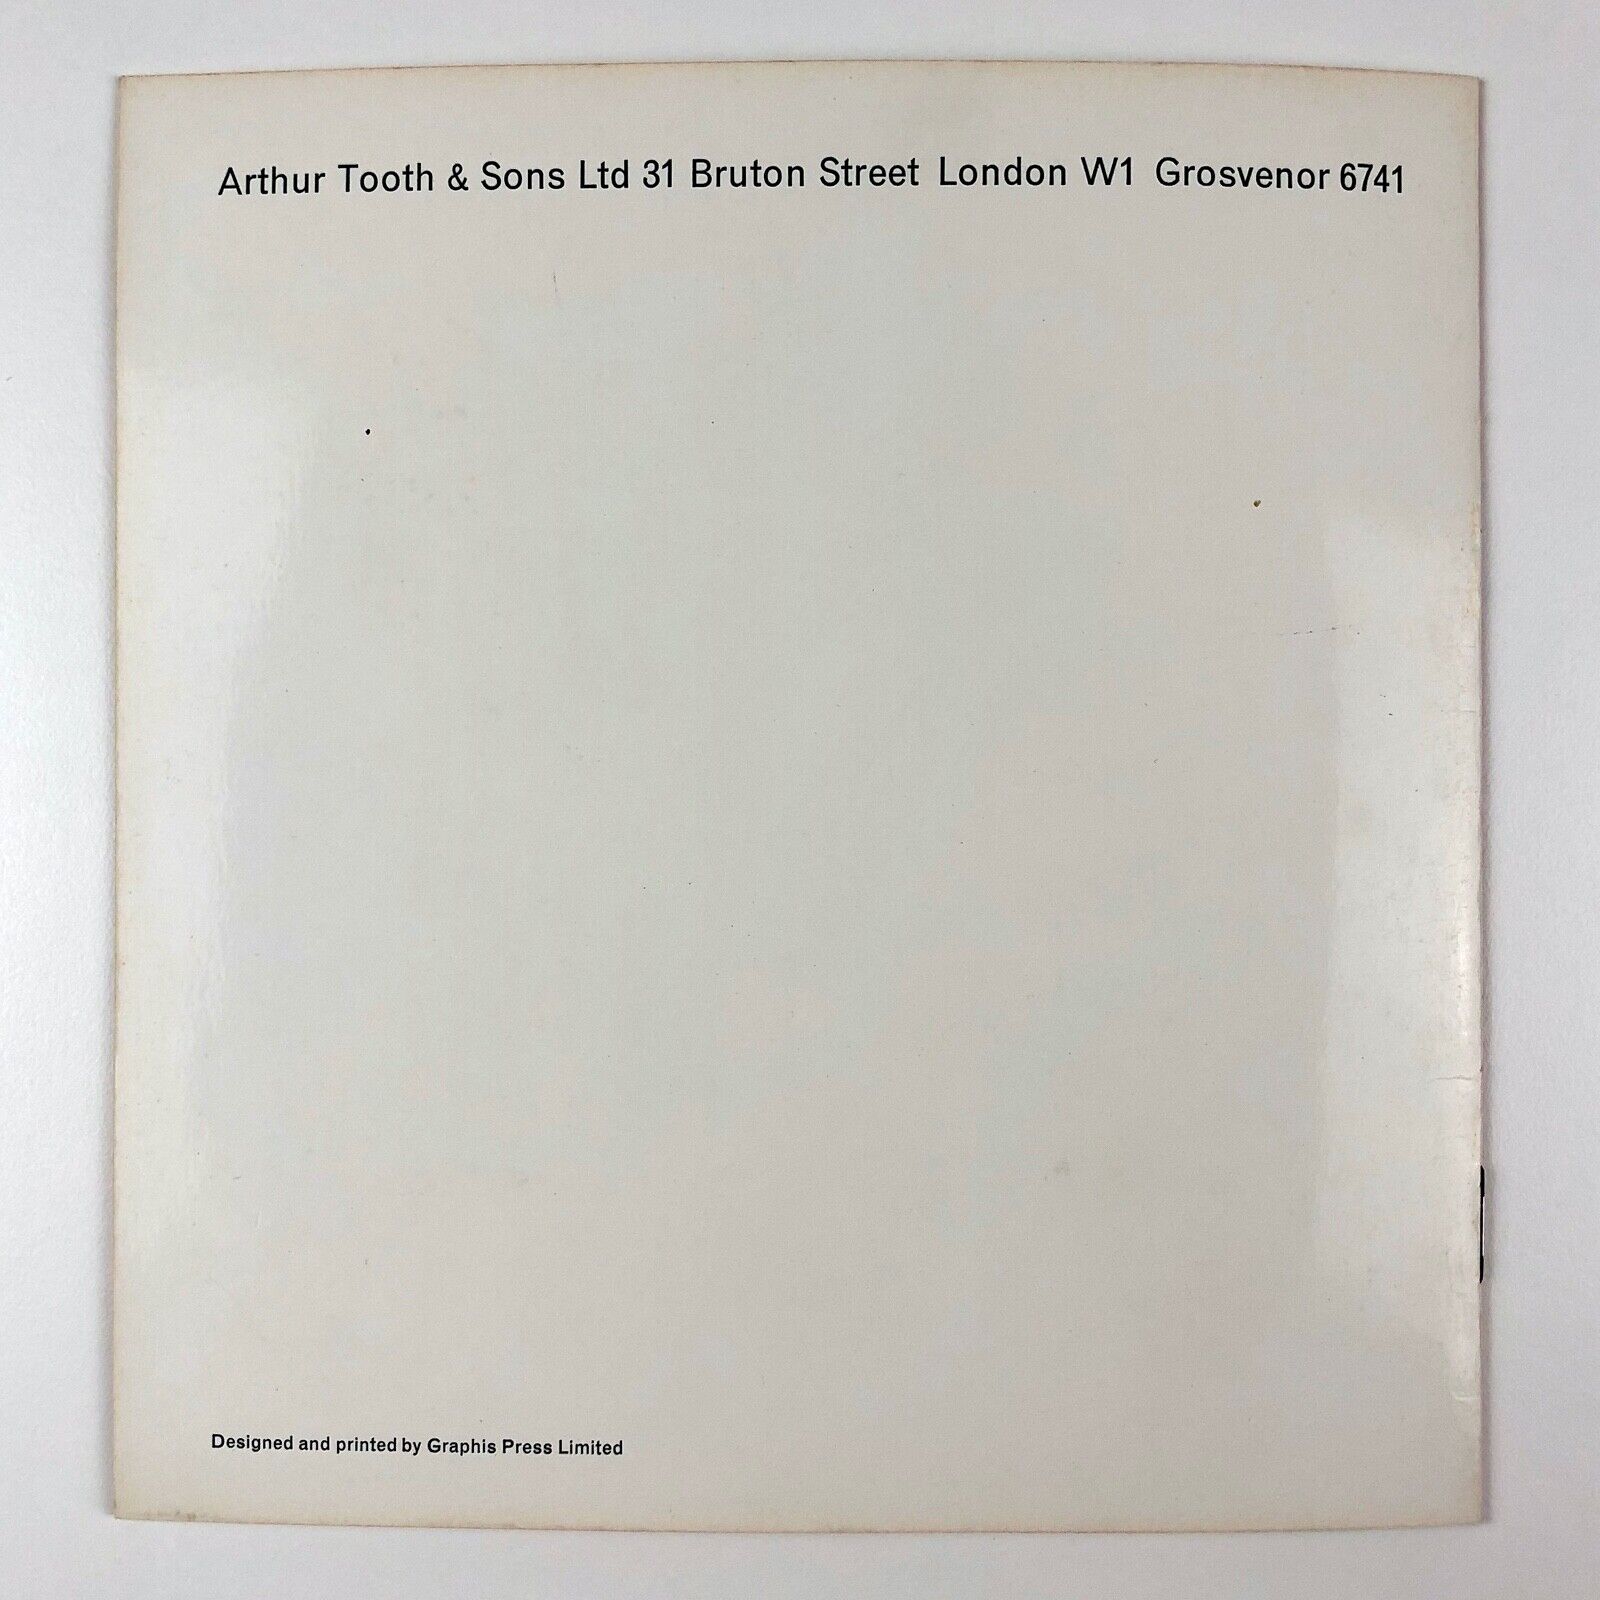 Arthur Tooth & Sons Ltd 31 Bruton Street London W1 Grosvenor 6741
Designed and printed by Graphis Press Limited